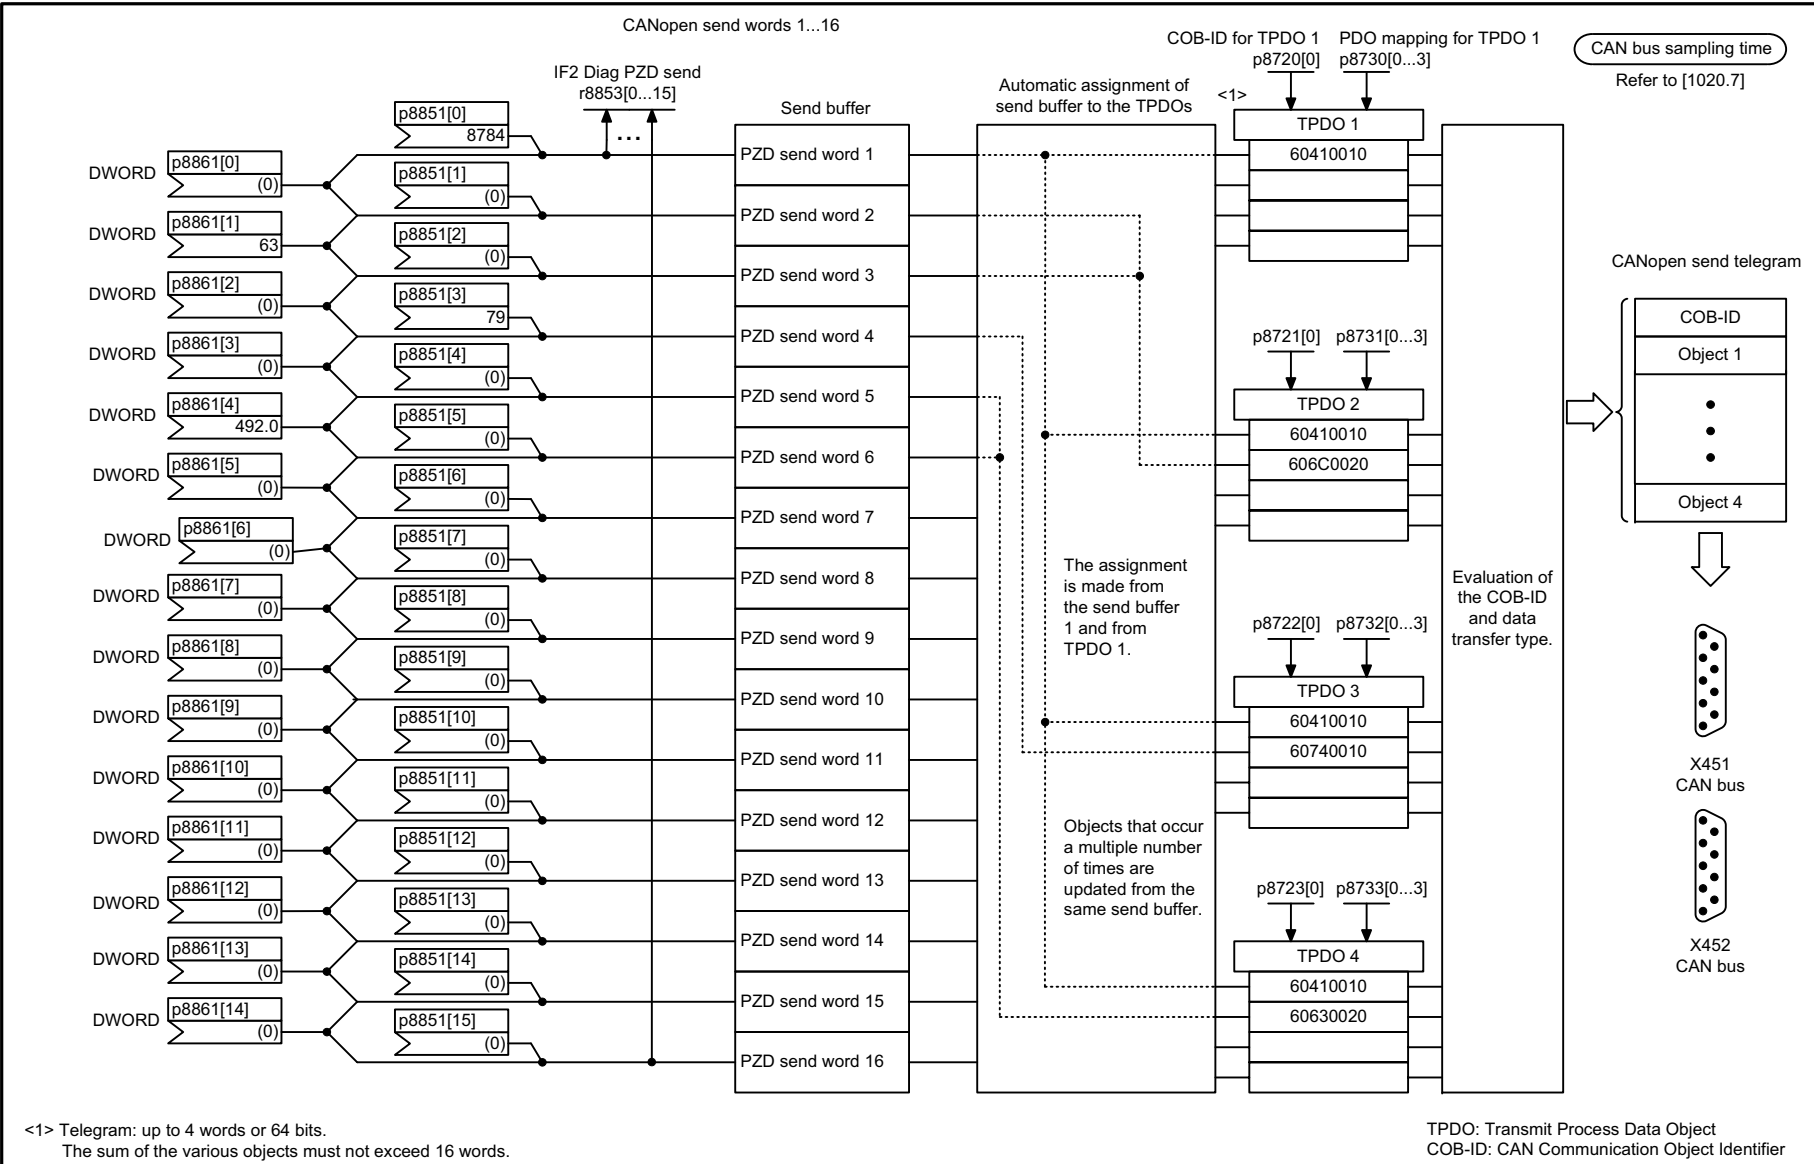 CANopen send words 1...16
COB-ID for TPDO 1
p8720[0]
PDO mapping for TPDO 1
p8730[0...3]
CAN bus sampling time
Refer to [1020.7]
IF2 Diag PZD send
r8853[0...15]
...
Send buffer
Automatic assignment of
send buffer to the TPDOs
<1>
DWORD
p8861[0]
(0)
DWORD
p8861[1]
63
DWORD
p8861[2]
(0)
DWORD
p8861[3]
(0)
DWORD
p8861[4]
492.0
DWORD
p8861[5]
(0)
DWORD
p8861[6]
(0)
DWORD
p8861[7]
(0)
DWORD
p8861[8]
(0)
DWORD
p8861[9]
(0)
DWORD
p8861[10]
(0)
DWORD
p8861[11]
(0)
DWORD
p8861[12]
(0)
DWORD
p8861[13]
(0)
DWORD
p8861[14]
(0)
p8851[0]
8784
p8851[1]
(0)
p8851[2]
(0)
p8851[3]
79
p8851[4]
(0)
p8851[5]
(0)
p8851[6]
(0)
p8851[7]
(0)
p8851[8]
(0)
p8851[9]
(0)
p8851[10]
(0)
p8851[11]
(0)
p8851[12]
(0)
p8851[13]
(0)
p8851[14]
(0)
p8851[15]
(0)
PZD send word 1
PZD send word 2
PZD send word 3
PZD send word 4
PZD send word 5
PZD send word 6
PZD send word 7
PZD send word 8
PZD send word 9
PZD send word 10
PZD send word 11
PZD send word 12
PZD send word 13
PZD send word 14
PZD send word 15
PZD send word 16
The assignment
is made from
the send buffer
1 and from
TPDO 1.
Objects that occur
a multiple number
of times are
updated from the
same send buffer.
TPDO 1
60410010
p8721[0]
p8731[0...3]
TPDO 2
60410010
606C0020
p8722[0]
p8732[0...3]
TPDO 3
60410010
60740010
p8723[0]
p8733[0...3]
TPDO 4
60410010
60630020
Evaluation of
the COB-ID
and data
transfer type.
CANopen send telegram
COB-ID
Object 1
Object 4
X451
CAN bus
X452
CAN bus
<1> Telegram: up to 4 words or 64 bits.
The sum of the various objects must not exceed 16 words.
TPDO: Transmit Process Data Object
COB-ID: CAN Communication Object Identifier